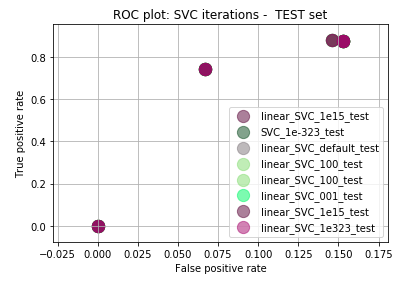 ROC plot: SVC iterations -  TEST set
True positive rate
0.8
0.6
0.4
0.2
0.0
linear_SVC_1e15_test
SVC_1e-323_test
linear_SVC_default_test
linear_SVC_100_test
linear_SVC_100_test
linear_SVC_001_test
linear_SVC_1e15_test
linear_SVC_1e323_test
−0.025 0.000 0.025 0.050 0.075 0.100 0.125 0.150 0.175
False positive rate